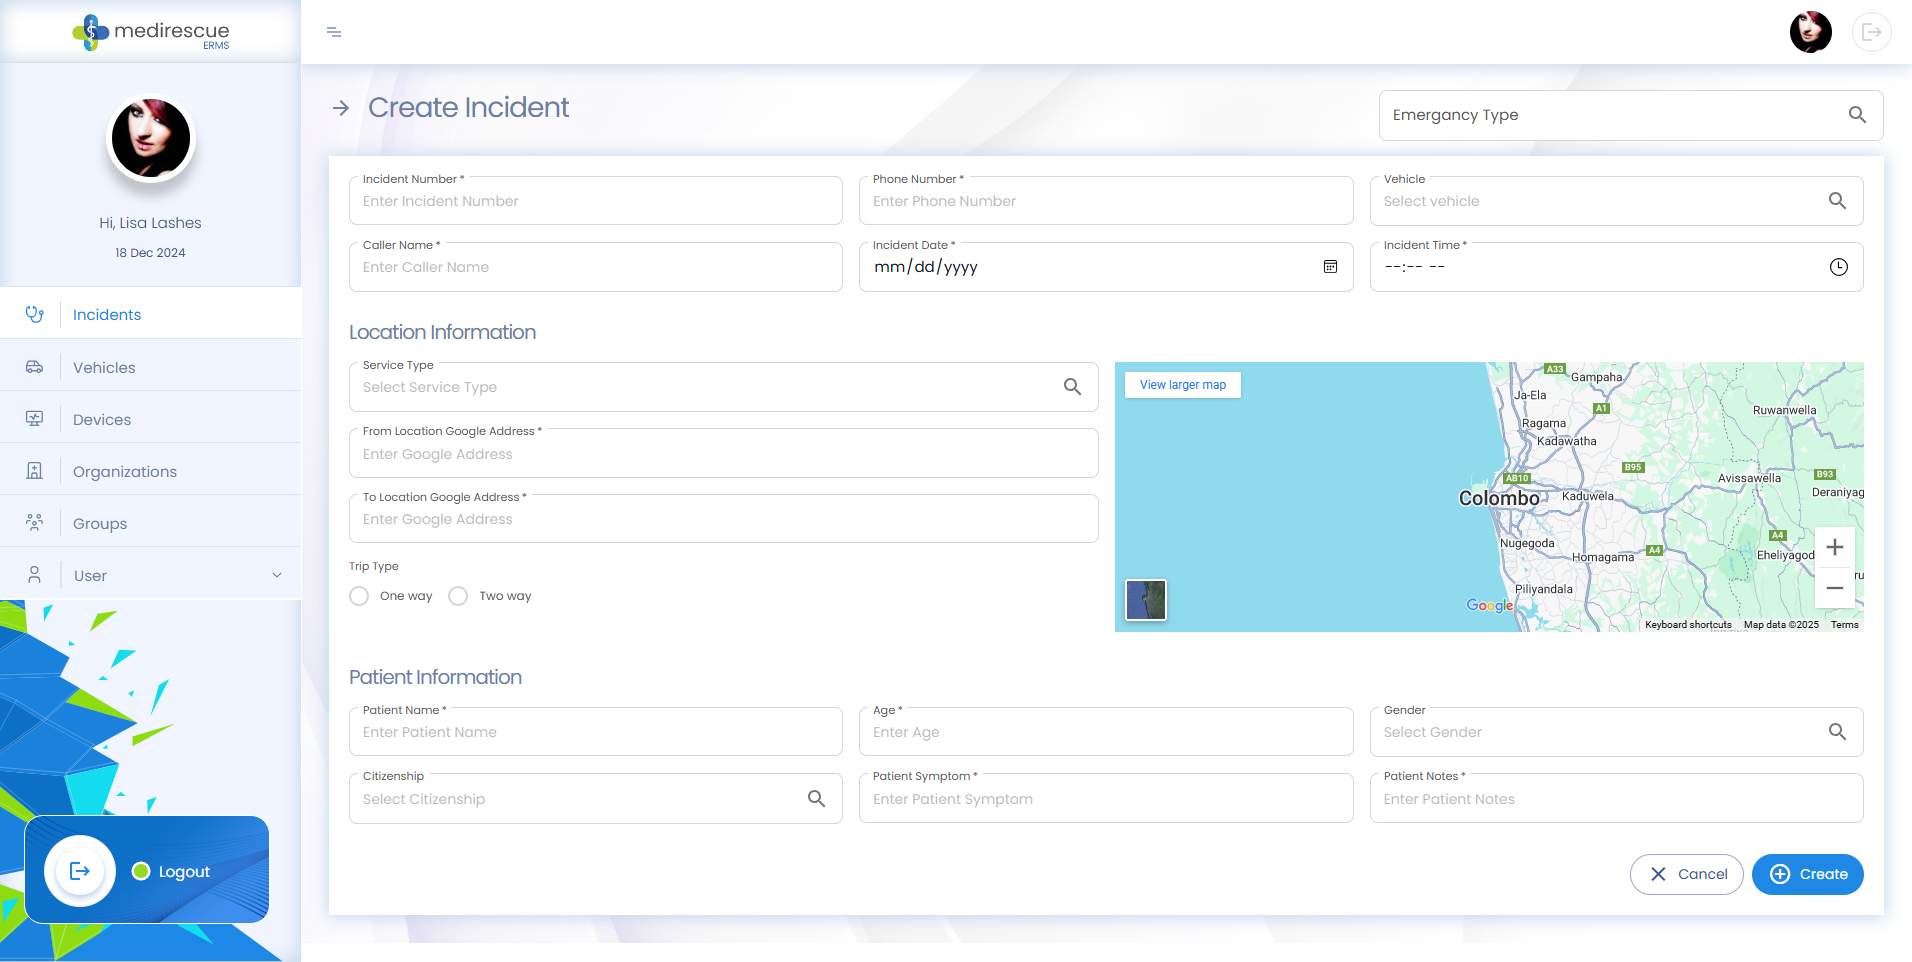 medirescue
ERMS
Hi, Lisa Lashes
18 Dec 2024
Incidents
Vehicles
Devices
Organizations
Groups
User
Logout
Create Incident
Emergancy Type
Incident Number *
Enter Incident Number
Phone Number *
Enter Phone Number
Vehicle
Select vehicle
Caller Name *
Enter Caller Name
Incident Date *
mm/dd/yyyy
Incident Time *
--:-- --
Location Information
Service Type
Select Service Type
From Location Google Address *
Enter Google Address
To Location Google Address *
Enter Google Address
Trip Type
One way
Two way
View larger map
A33
Gampaha
Ja-Ela
A1
Ruwanwella
Ragama
Kadawatha
B95
AB10
Avissawella
B93
Colombo
Kaduwela
Deraniyag
Nugegoda
Homagama
A4
A4
Eheliyagod
Piliyandala
Google
Keyboard shortcuts
Map data ©2025
Terms
Patient Information
Patient Name *
Enter Patient Name
Age *
Enter Age
Gender
Select Gender
Citizenship
Select Citizenship
Patient Symptom *
Enter Patient Symptom
Patient Notes *
Enter Patient Notes
Cancel
Create